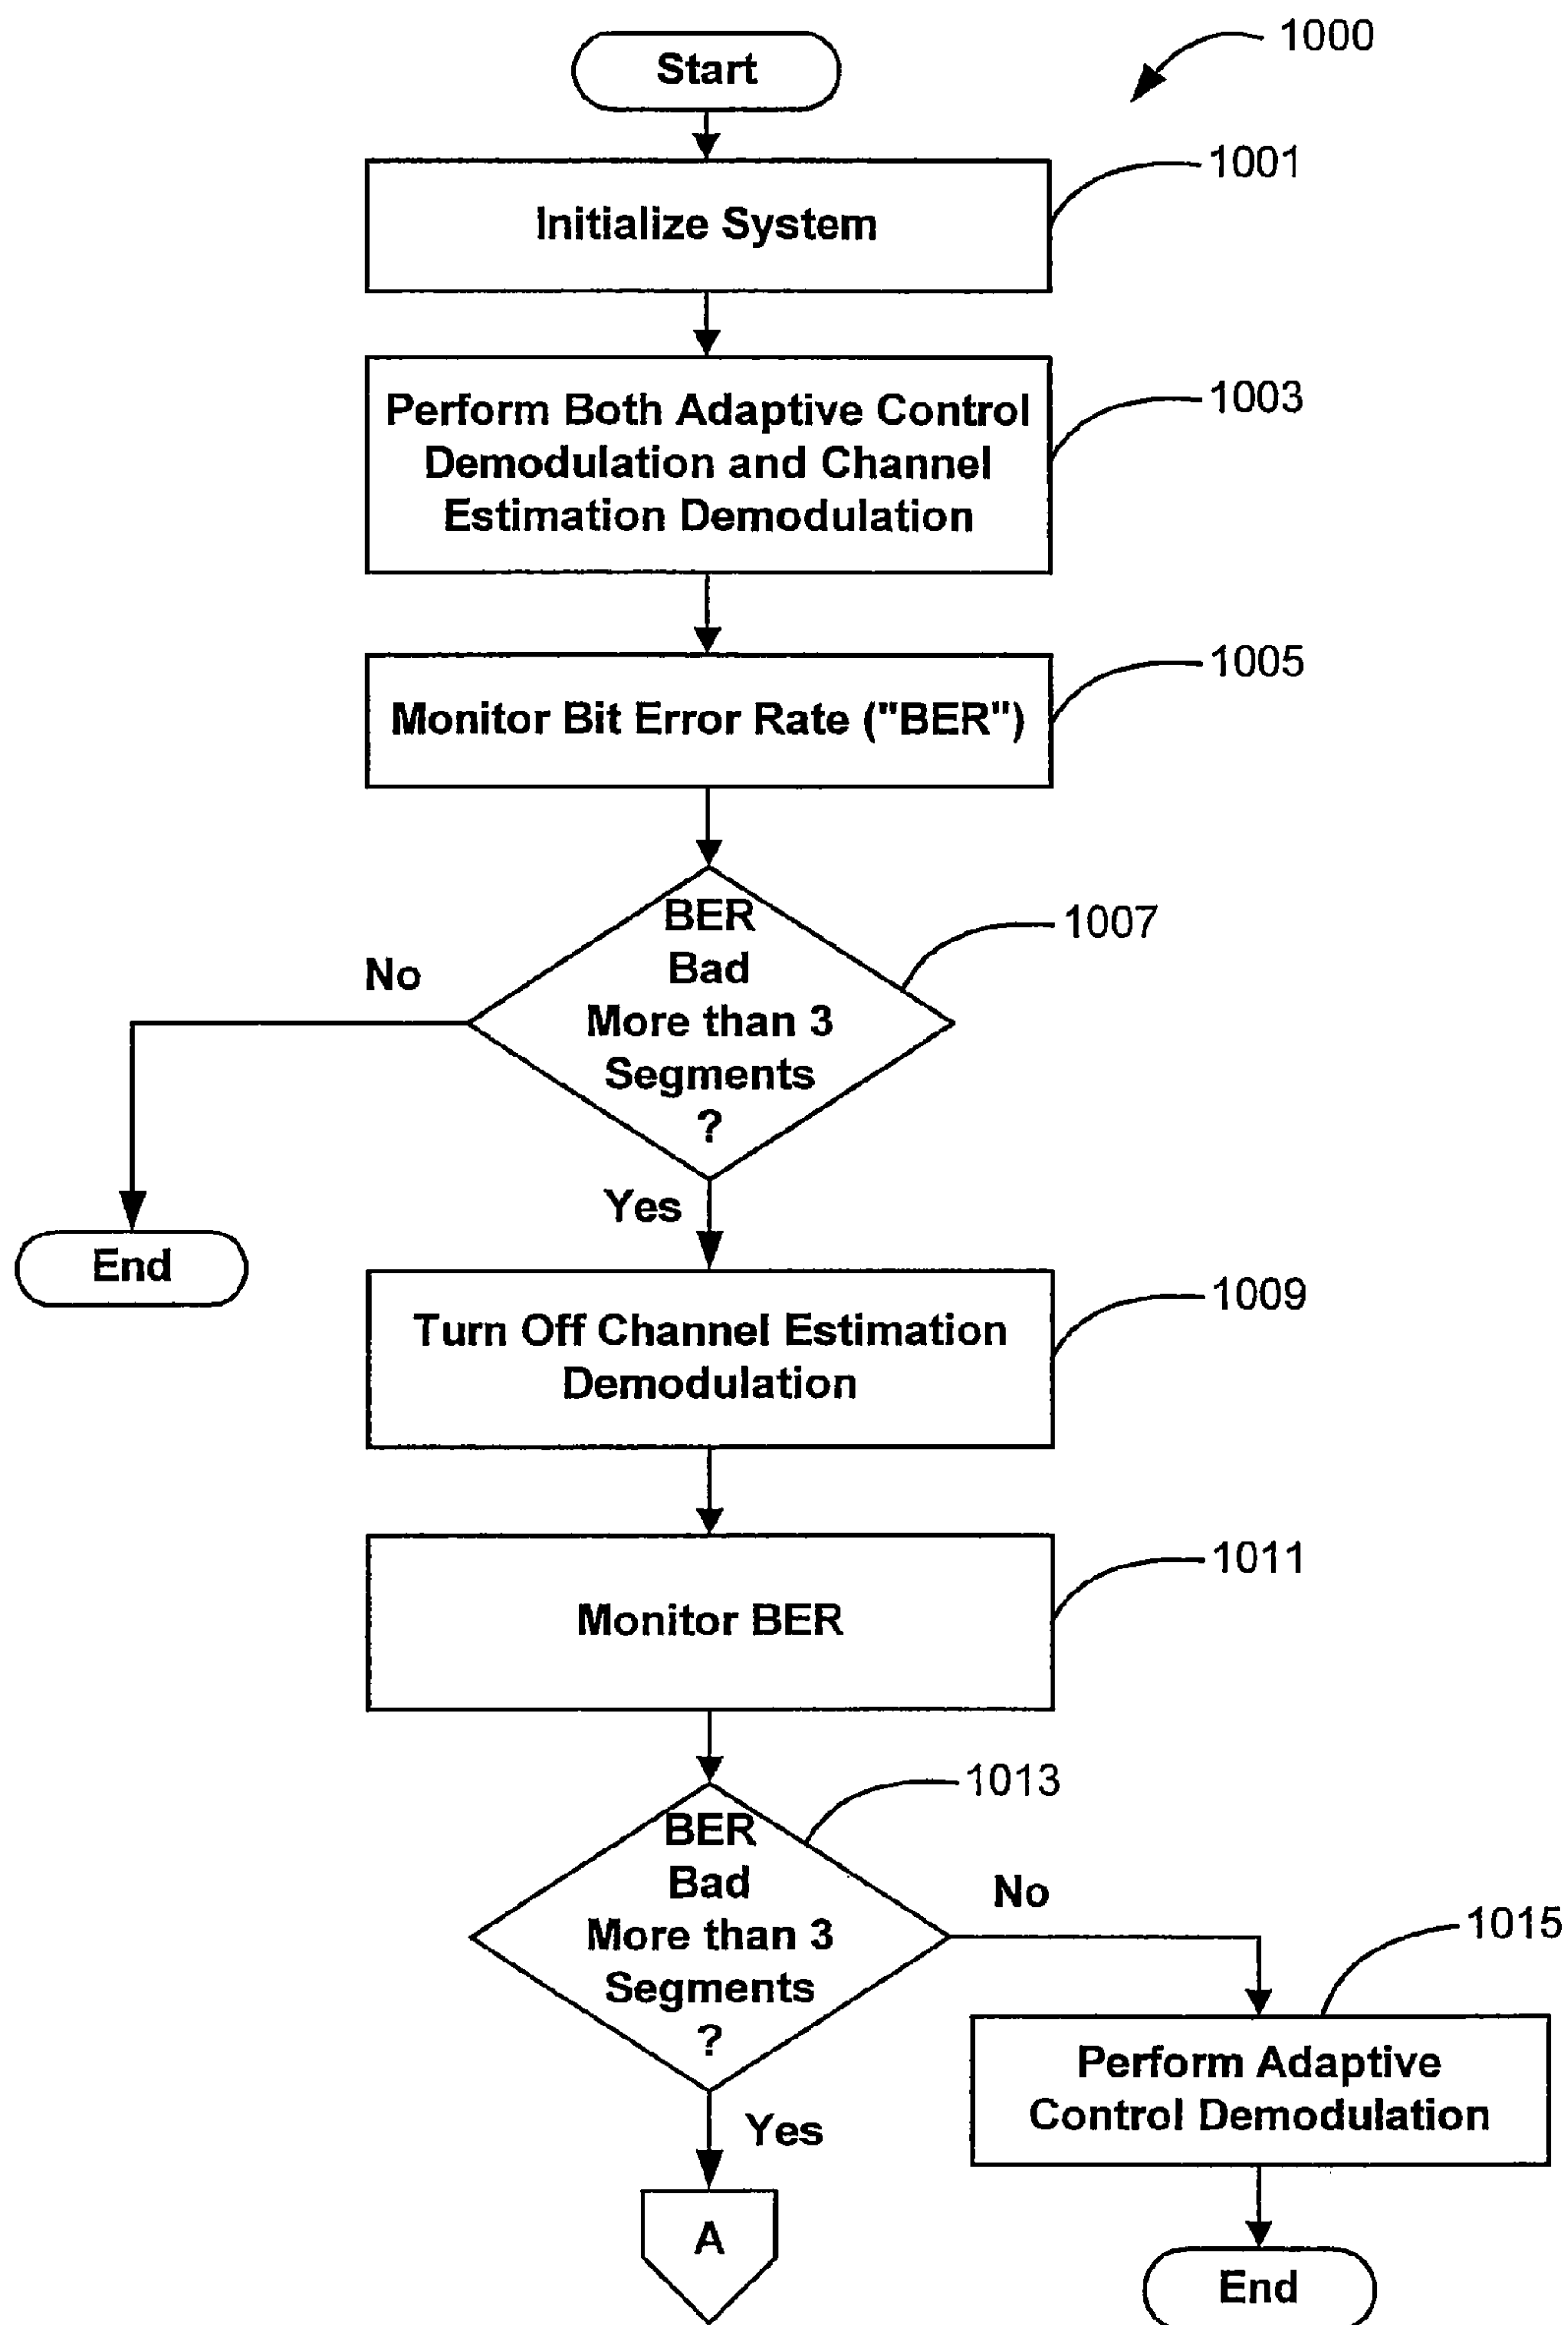 1000
Start
1001
Initialize System
1003
Perform Both Adaptive Control
Demodulation and Channel
Estimation Demodulation
1005
Monitor Bit Error Rate ("BER")
1007
BER
Bad
More than 3
Segments
?
No
Yes
End
1009
Turn Off Channel Estimation
Demodulation
1011
Monitor BER
1013
BER
Bad
More than 3
Segments
?
No
1015
Perform Adaptive
Control Demodulation
Yes
A
End